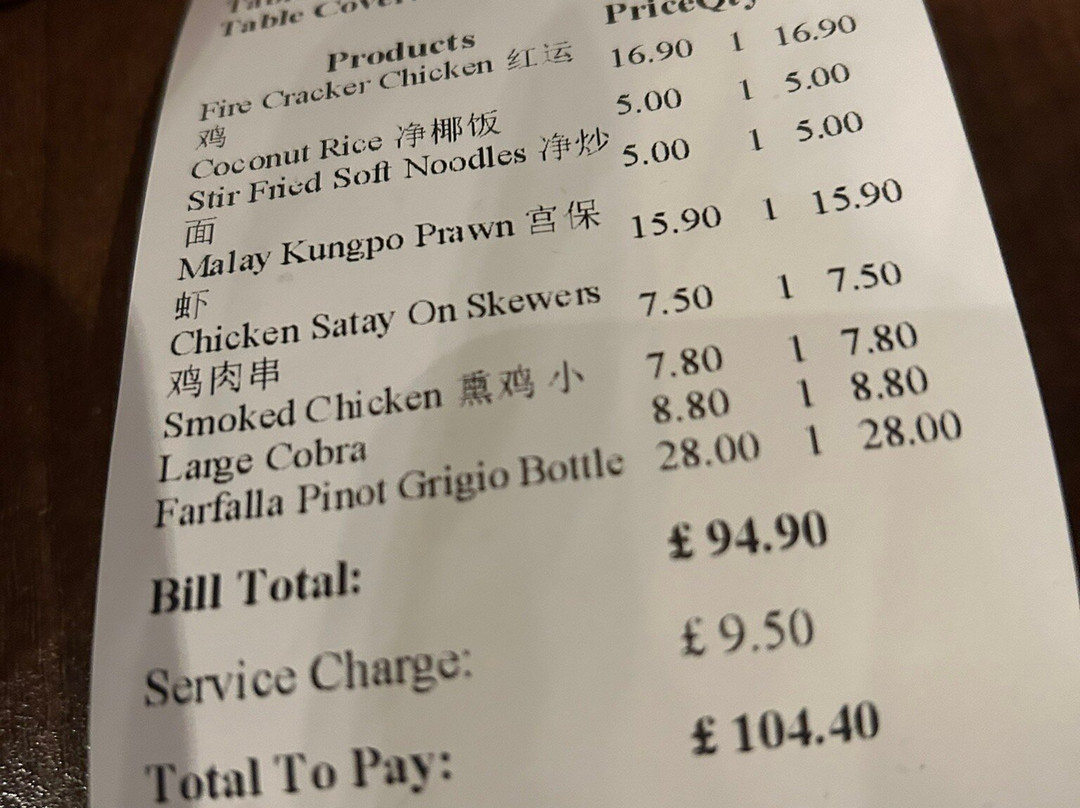 Table Cover
Products PriceQty
Fire Cracker Chicken 红运 16.90 1 16.90
鸡
Coconut Rice 净椰饭 5.00 1 5.00
Stir Fried Soft Noodles 净炒 5.00 1 5.00
面
Malay Kungpo Prawn 宫保 15.90 1 15.90
虾
Chicken Satay On Skewers 7.50 1 7.50
鸡肉串
Smoked Chicken 熏鸡 小 7.80 1 7.80
Large Cobra 8.80 1 8.80
Farfalla Pinot Grigio Bottle 28.00 1 28.00
Bill Total: £ 94.90
Service Charge: £ 9.50
Total To Pay: £ 104.40